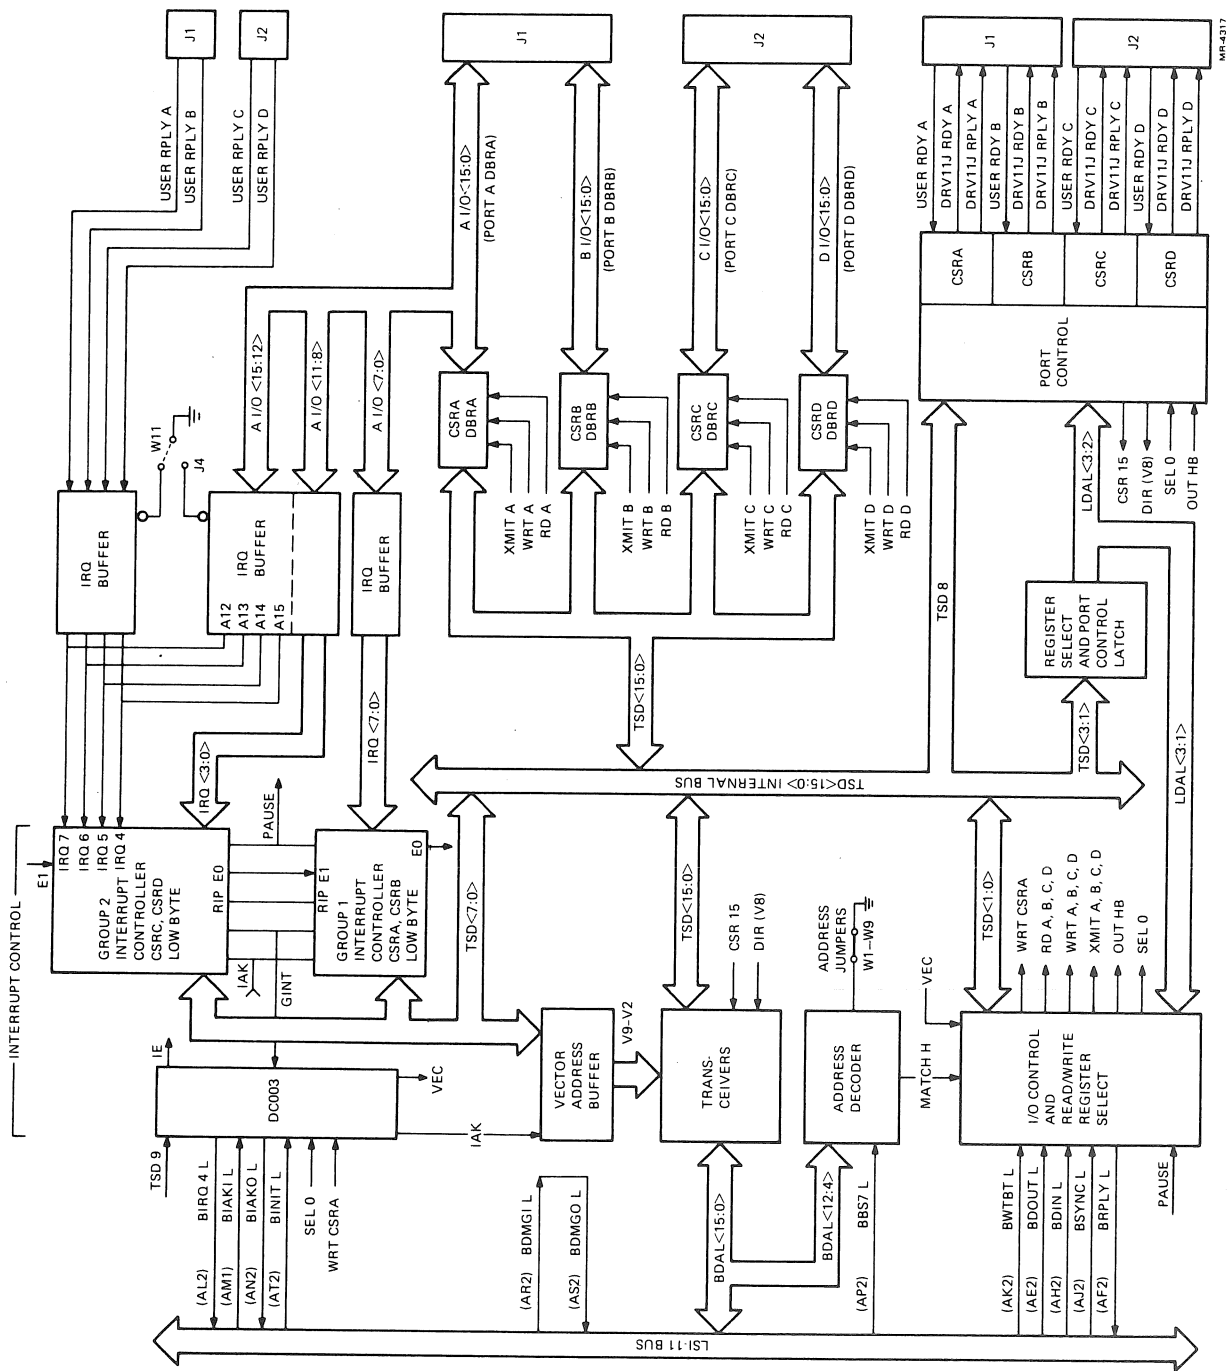 INTERRUPT CONTROL
E1
IRQ 7
IRQ 6
IRQ 5
IRQ 4
GROUP 2
INTERRUPT
CONTROLLER
CSRC, CSRD
LOW BYTE
RIP E0
IRQ
BUFFER
USER RPLY A
USER RPLY B
J1
USER RPLY C
USER RPLY D
J2
W11
J4
A12
A13
A14
A15
IRQ
BUFFER
A I/O <15:12>
A I/O <11:8>
IRQ <3:0>
PAUSE
IRQ
BUFFER
A I/O <7:0>
IRQ <7:0>
RIP E1
GROUP 1
INTERRUPT
CONTROLLER
CSRA, CSRB
LOW BYTE
E0
IAK
GINT
TSD 9
IE
DC003
VEC
IAK
(AL2) BIRQ 4 L
(AM1) BIAKI L
(AN2) BIAKO L
(AT2) BINIT L
SEL 0
WRT CSRA
(AR2) BDMGI L
(AS2) BDMGO L
VECTOR
ADDRESS
BUFFER
V9-V2
TSD<7:0>
TSD<15:0> INTERNAL BUS
TSD<15:0>
CSRA
DBRA
XMIT A
WRT A
RD A
A I/O<15:0>
(PORT A DBRA)
J1
CSRB
DBRB
XMIT B
WRT B
RD B
B I/O<15:0>
(PORT B DBRB)
CSRC
DBRC
XMIT C
WRT C
RD C
C I/O<15:0>
(PORT C DBRC)
J2
CSRD
DBRD
XMIT D
WRT D
RD D
D I/O<15:0>
(PORT D DBRD)
LSI-11 BUS
BDAL<15:0>
TRANS-
CEIVERS
TSD<15:0>
CSR 15
DIR (V8)
BDAL<12:4>
(AP2) BBS7 L
ADDRESS
DECODER
ADDRESS
JUMPERS
W1-W9
MATCH H
VEC
(AK2) BWTBT L
(AE2) BDOUT L
(AH2) BDIN L
(AJ2) BSYNC L
(AF2) BRPLY L
PAUSE
I/O CONTROL
AND
READ/WRITE
REGISTER
SELECT
TSD<1:0>
WRT CSRA
RD A, B, C, D
WRT A, B, C, D
XMIT A, B, C, D
OUT HB
SEL 0
LDAL<3:1>
TSD 8
TSD<3:1>
REGISTER
SELECT
AND PORT
CONTROL
LATCH
LDAL<3:2>
CSR 15
DIR (V8)
SEL 0
OUT HB
PORT
CONTROL
CSRA
CSRB
CSRC
CSRD
USER RDY A
DRV11J RDY A
DRV11J RPLY A
USER RDY B
DRV11J RDY B
DRV11J RPLY B
J1
USER RDY C
DRV11J RDY C
DRV11J RPLY C
USER RDY D
DRV11J RDY D
DRV11J RPLY D
J2
MR-4317